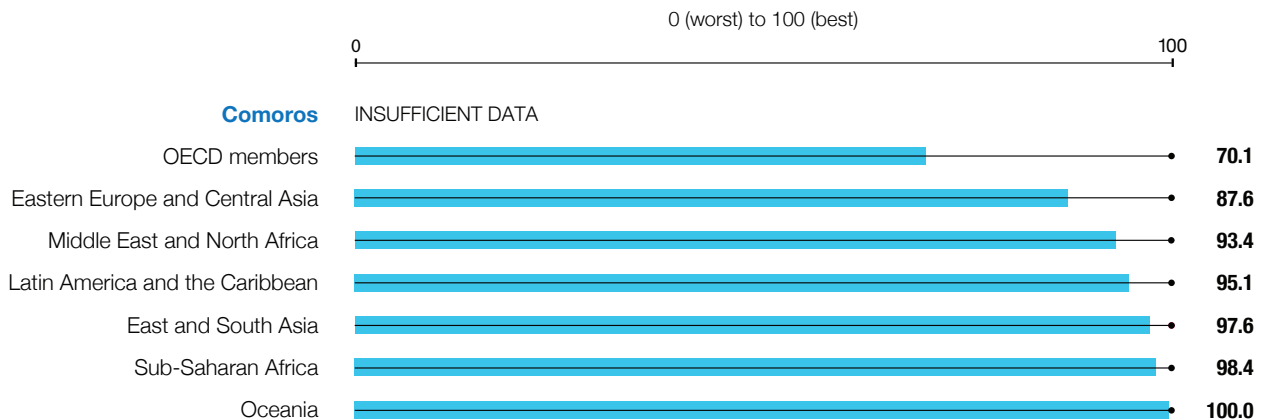 0 (worst) to 100 (best)
0 100
Comoros INSUFFICIENT DATA
OECD members 70.1
Eastern Europe and Central Asia 87.6
Middle East and North Africa 93.4
Latin America and the Caribbean 95.1
East and South Asia 97.6
Sub-Saharan Africa 98.4
Oceania 100.0